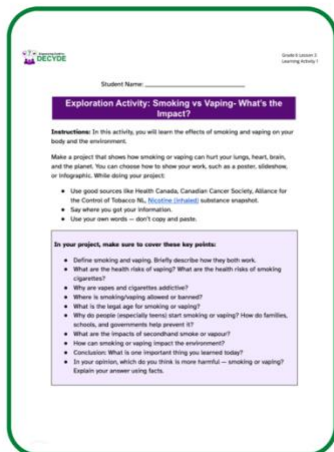 DECYDE
Grade 6 Lesson 3
Learning Activity 1
Student Name:
Exploration Activity: Smoking vs Vaping- What's the
Impact?
Instructions: In this activity, you will learn the effects of smoking and vaping on your
body and the environment.
Make a project that shows how smoking or vaping can hurt your lungs, heart, brain,
and the planet. You can choose how to show your work, such as a poster, slideshow,
or infographic. While doing your project:
● Use good sources like Health Canada, Canadian Cancer Society, Alliance for
the Control of Tobacco NL, Nicotine (inhaled) substance snapshot.
● Say where you got your information.
● Use your own words — don't copy and paste.
In your project, make sure to cover these key points:
● Define smoking and vaping. Briefly describe how they both work.
● What are the health risks of vaping? What are the health risks of smoking
cigarettes?
● Why are vapes and cigarettes addictive?
● Where is smoking/vaping allowed or banned?
● What is the legal age for smoking or vaping?
● Why do people (especially teens) start smoking or vaping? How do families,
schools, and governments help prevent it?
● What are the impacts of secondhand smoke or vapour?
● How can smoking or vaping impact the environment?
● Conclusion: What is one important thing you learned today?
● In your opinion, which do you think is more harmful — smoking or vaping?
Explain your answer using facts.